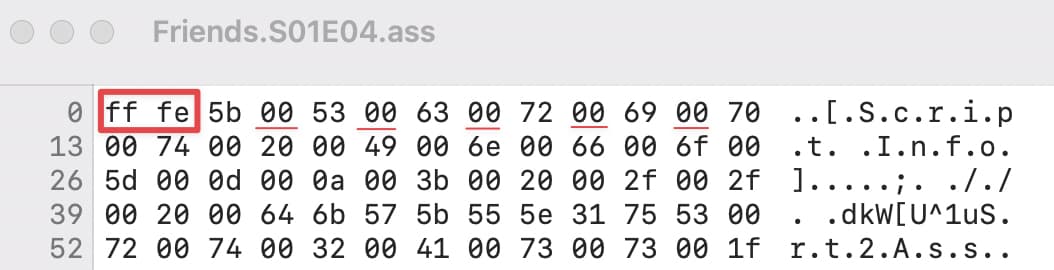 Friends.S01E04.ass
0 ff fe 5b 00 53 00 63 00 72 00 69 00 70 ..[.S.c.r.i.p
13 00 74 00 20 00 49 00 6e 00 66 00 6f 00 .t. .I.n.f.o.
26 5d 00 0d 00 0a 00 3b 00 20 00 2f 00 2f ].....;. ././
39 00 20 00 64 6b 57 5b 55 5e 31 75 53 00 . .dkW[U^1uS.
52 72 00 74 00 32 00 41 00 73 00 73 00 1f r.t.2.A.s.s..